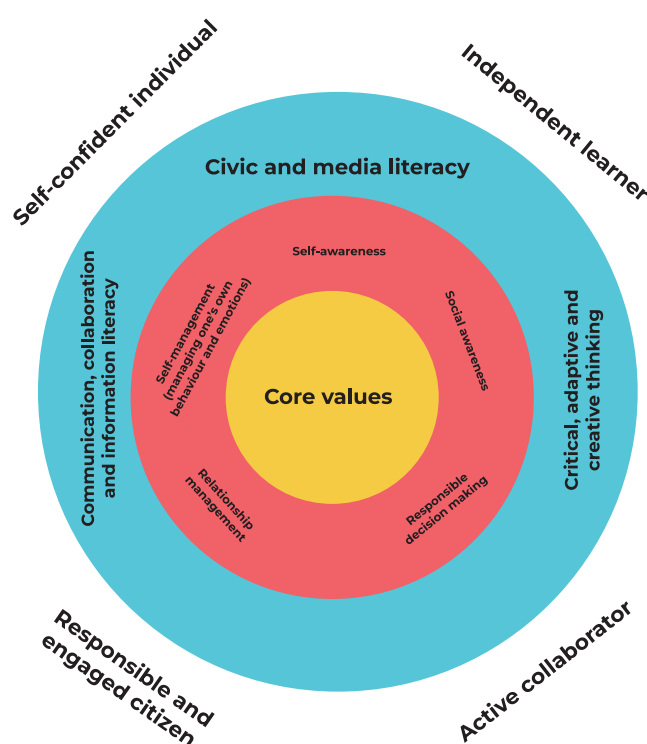 Self-confident individual
Independent learner
Civic and media literacy
Self-awareness
Self-management
(managing one's own
behaviour and emotions)
Social awareness
Communication, collaboration
and information literacy
Core values
Critical, adaptive and
creative thinking
Relationship
management
Responsible
decision making
Responsible and
engaged citizen
Active collaborator